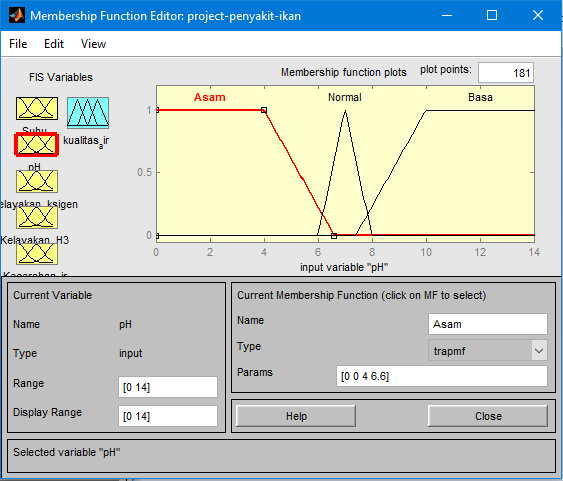 Membership Function Editor: project-penyakit-ikan
File Edit View
FIS Variables
Membership function plots plot points: 181
Suhu
kualitasair
pH
elayakan_ksigen
Kelayakan_H3
Asam Normal Basa
1
0.5
0
0 2 4 6 8 10 12 14
input variable "pH"
Current Variable
Name pH
Type input
Range [0 14]
Display Range [0 14]
Current Membership Function (click on MF to select)
Name Asam
Type trapmf
Params [0 0 4 6.6]
Help Close
Selected variable "pH"